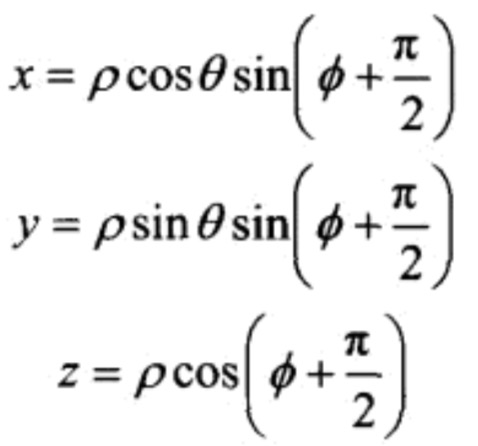 x = ρ cos θ sin(ϕ + π/2)
y = ρ sin θ sin(ϕ + π/2)
z = ρ cos(ϕ + π/2)